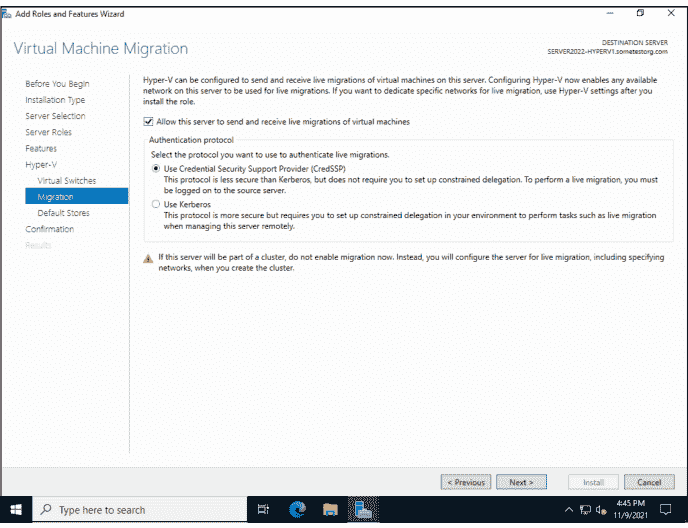 Add Roles and Features Wizard
Virtual Machine Migration
DESTINATION SERVER
SERVER2022-HYPERV1.sometestorg.com
Before You Begin
Installation Type
Server Selection
Server Roles
Features
Hyper-V
Virtual Switches
Migration
Default Stores
Confirmation
Results
Hyper-V can be configured to send and receive live migrations of virtual machines on this server. Configuring Hyper-V now enables any available
network on this server to be used for live migrations. If you want to dedicate specific networks for live migration, use Hyper-V settings after you
install the role.
Allow this server to send and receive live migrations of virtual machines
Authentication protocol
Select the protocol you want to use to authenticate live migrations.
Use Credential Security Support Provider (CredSSP)
This protocol is less secure than Kerberos, but does not require you to set up constrained delegation. To perform a live migration, you must
be logged on to the source server.
Use Kerberos
This protocol is more secure but requires you to set up constrained delegation in your environment to perform tasks such as live migration
when managing this server remotely.
If this server will be part of a cluster, do not enable migration now. Instead, you will configure the server for live migration, including specifying
networks, when you create the cluster.
< Previous
Next >
Install
Cancel
Type here to search
4:45 PM
11/9/2021